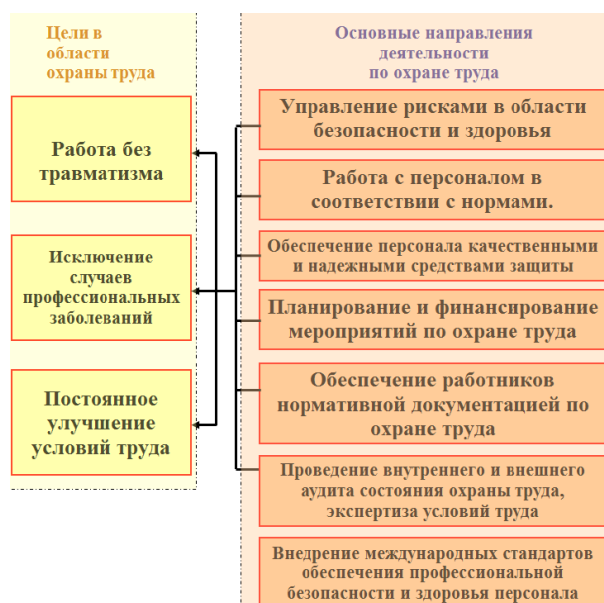 Цели в
области
охраны труда
Работа без
травматизма
Исключение
случаев
профессиональных
заболеваний
Постоянное
улучшение
условий труда
Основные направления
деятельности
по охране труда
Управление рисками в области
безопасности и здоровья
Работа с персоналом в
соответствии с нормами.
Обеспечение персонала качественными
и надежными средствами защиты
Планирование и финансирование
мероприятий по охране труда
Обеспечение работников
нормативной документацией по
охране труда
Проведение внутреннего и внешнего
аудита состояния охраны труда,
экспертиза условий труда
Внедрение международных стандартов
обеспечения профессиональной
безопасности и здоровья персонала